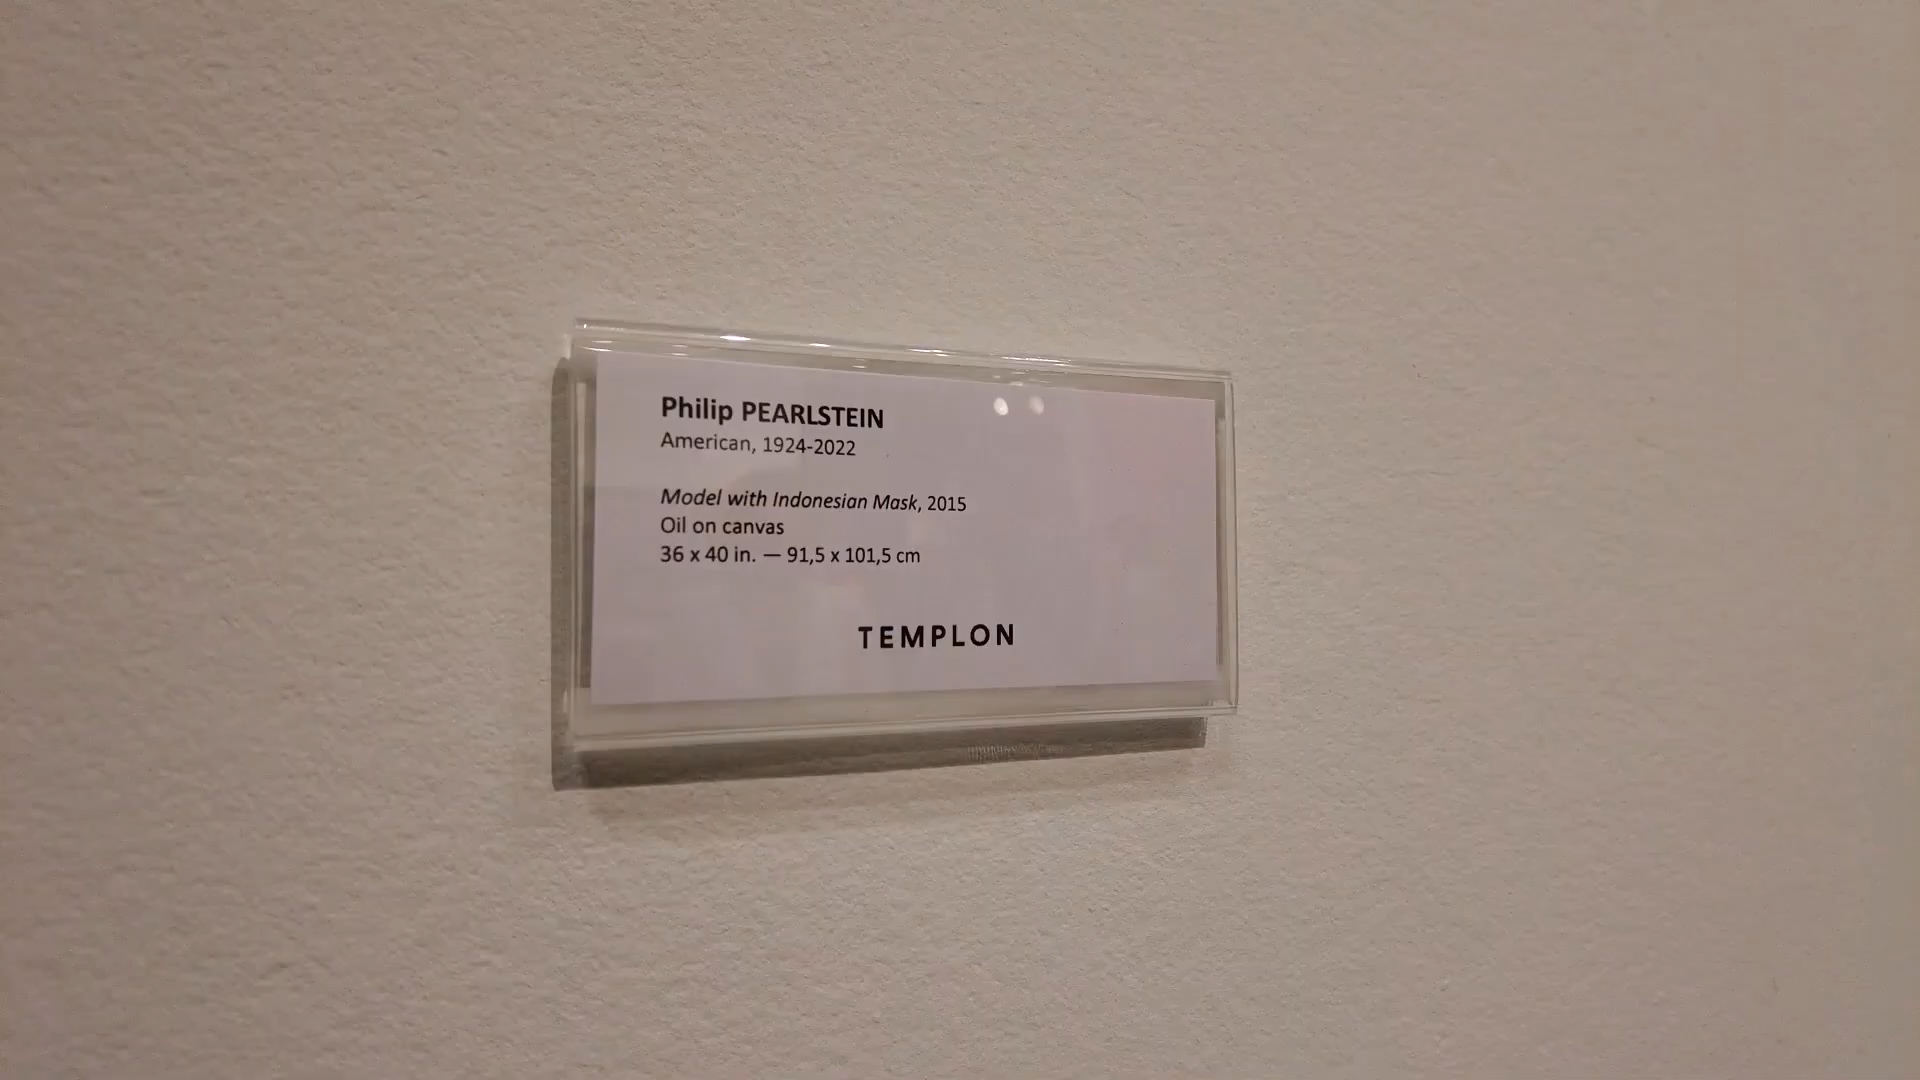 Philip PEARLSTEIN
American, 1924-2022
Model with Indonesian Mask, 2015
Oil on canvas
36 x 40 in. — 91,5 x 101,5 cm
TEMPLON